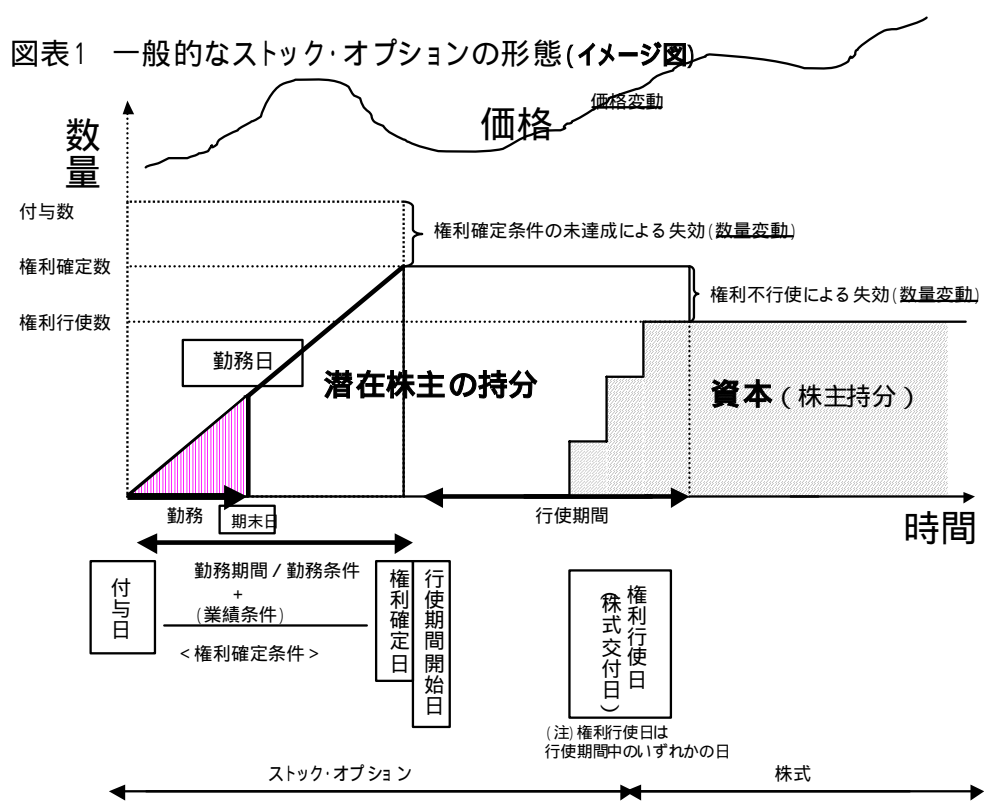 図表1 一般的なストック･オプションの形態(イメージ図)
価格変動
価格
数量
付与数
権利確定条件の未達成による失効(数量変動)
権利確定数
権利不行使による失効(数量変動)
権利行使数
勤務日
潜在株主の持分
資本(株主持分)
勤務
期末日
行使期間
時間
付与日
勤務期間/勤務条件
+
(業績条件)
<権利確定条件>
権利確定日
行使期間開始日
権利行使日
(株式交付日)
(注)権利行使日は
行使期間中のいずれかの日
ストック･オプション
株式